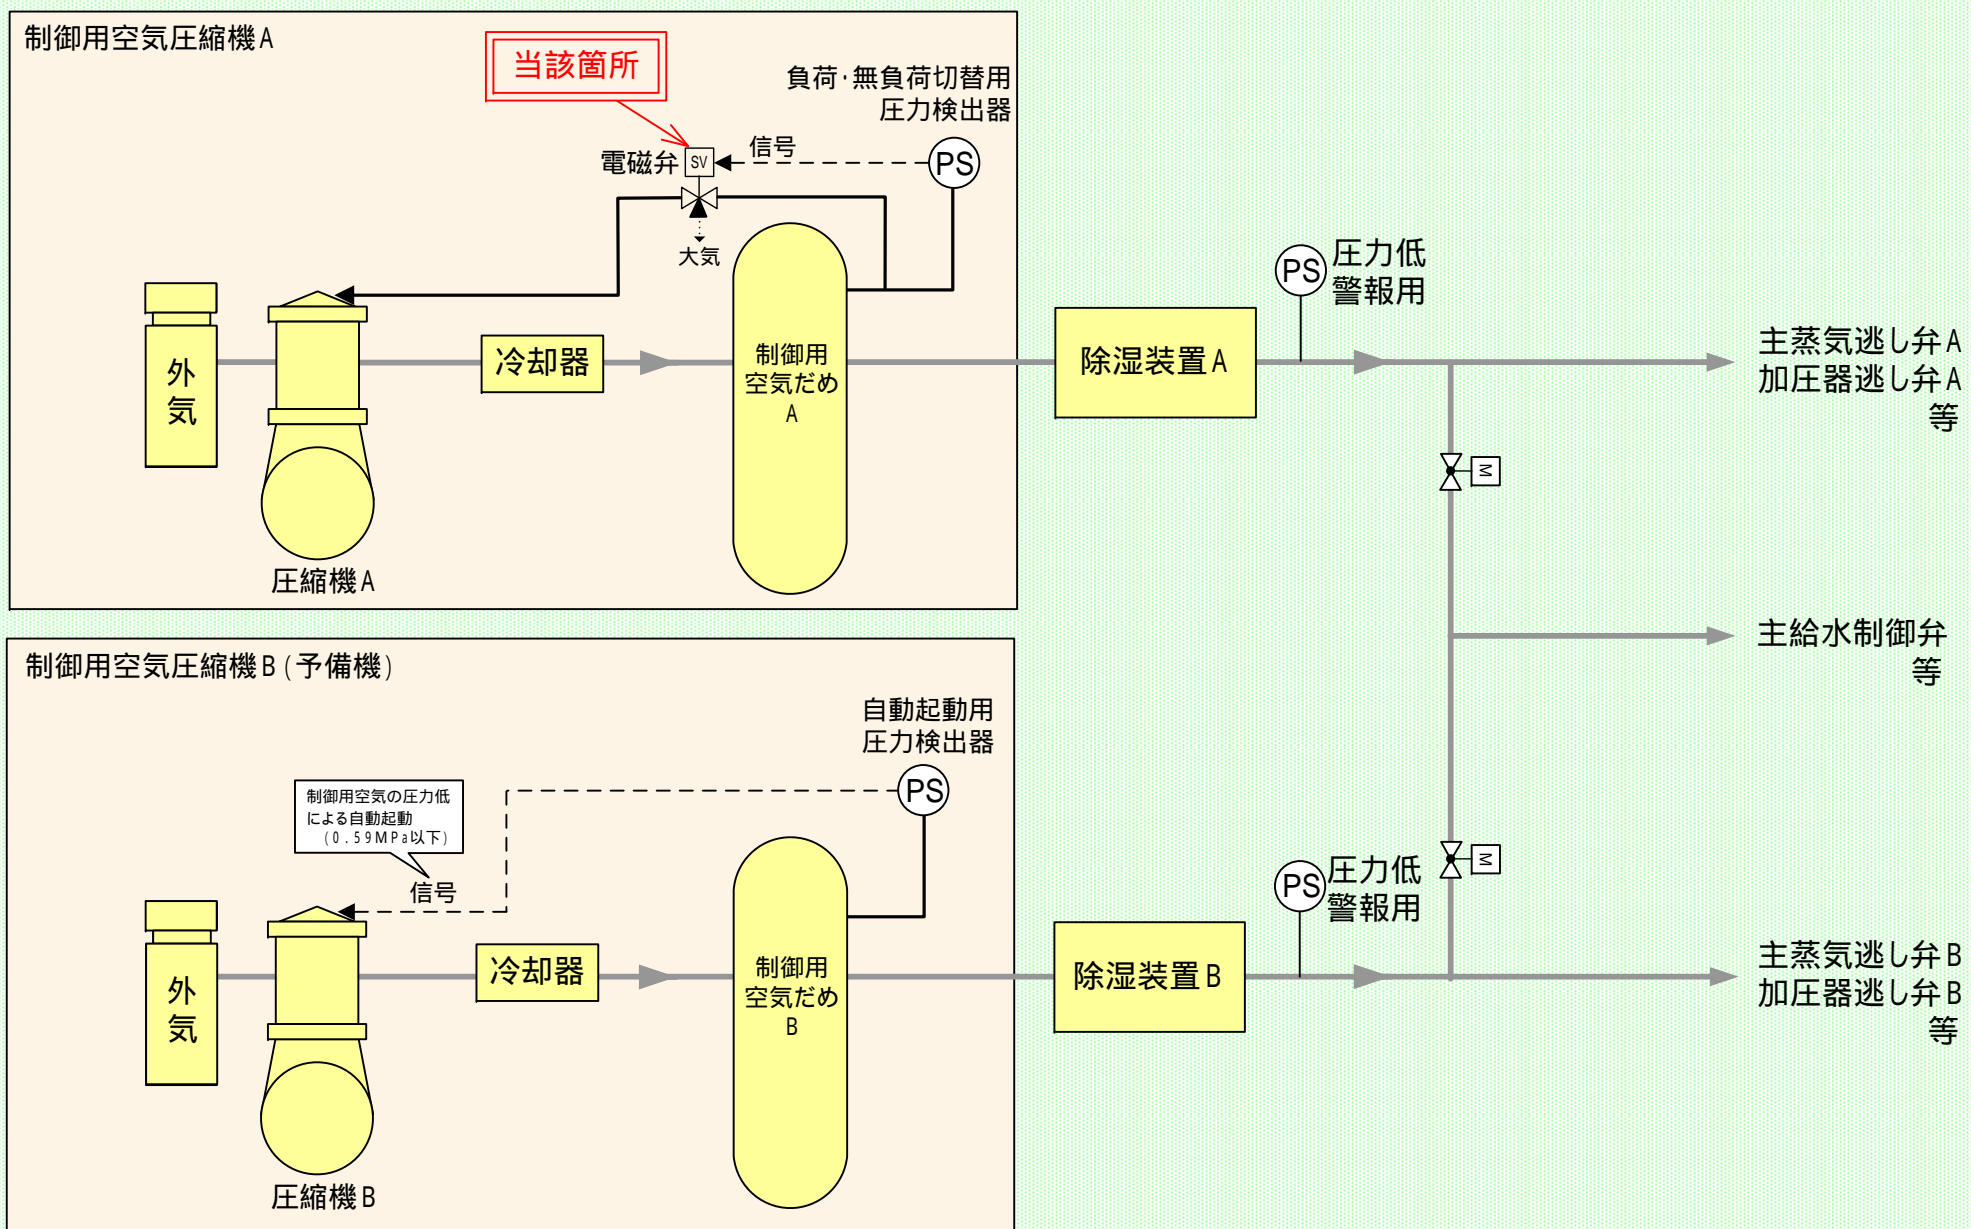 制御用空気圧縮機A
当該箇所
負荷・無負荷切替用
圧力検出器
電磁弁
SV
信号
PS
大気
外
気
圧縮機A
冷却器
制御用
空気だめ
A
除湿装置A
PS
圧力低
警報用
主蒸気逃し弁A
加圧器逃し弁A
等
M
主給水制御弁
等
制御用空気圧縮機B(予備機)
自動起動用
圧力検出器
PS
制御用空気の圧力低
による自動起動
(0.59MPa以下)
信号
外
気
圧縮機B
冷却器
制御用
空気だめ
B
除湿装置B
PS
圧力低
警報用
M
主蒸気逃し弁B
加圧器逃し弁B
等